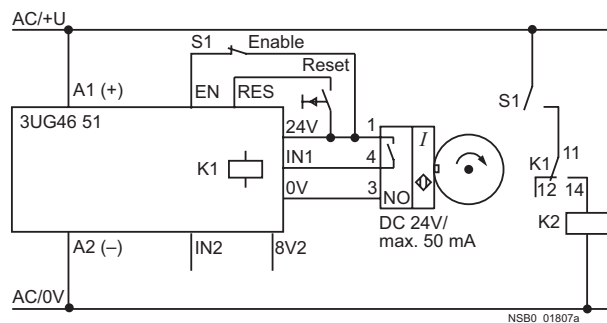 AC/+U
S1 Enable
Reset
A1 (+)
EN RES
S1
3UG46 51
24V 1 I
K1 11
K1 IN1 4
12 14
0V 3 NO
K2
DC 24V/
max. 50 mA
A2 (–) IN2 8V2
AC/0V
NSB0_01807a